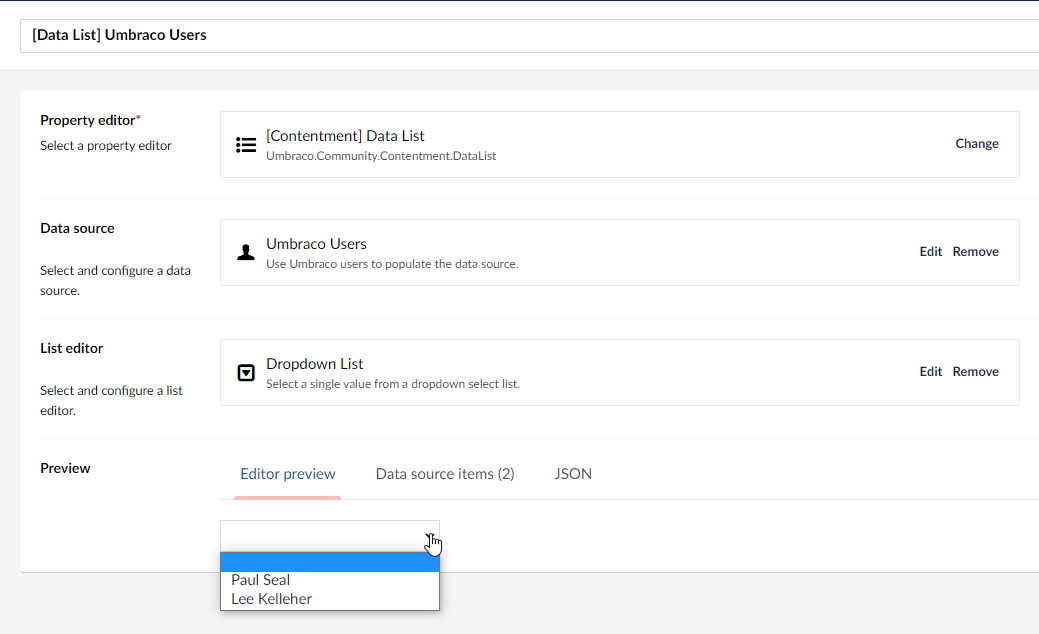 [Data List] Umbraco Users
Property editor*
Select a property editor
[Contentment] Data List
Umbraco.Community.Contentment.DataList
Change
Data source
Select and configure a data
source.
Umbraco Users
Use Umbraco users to populate the data source.
Edit Remove
List editor
Select and configure a list
editor.
Dropdown List
Select a single value from a dropdown select list.
Edit Remove
Preview
Editor preview Data source items (2) JSON
Paul Seal
Lee Kelleher